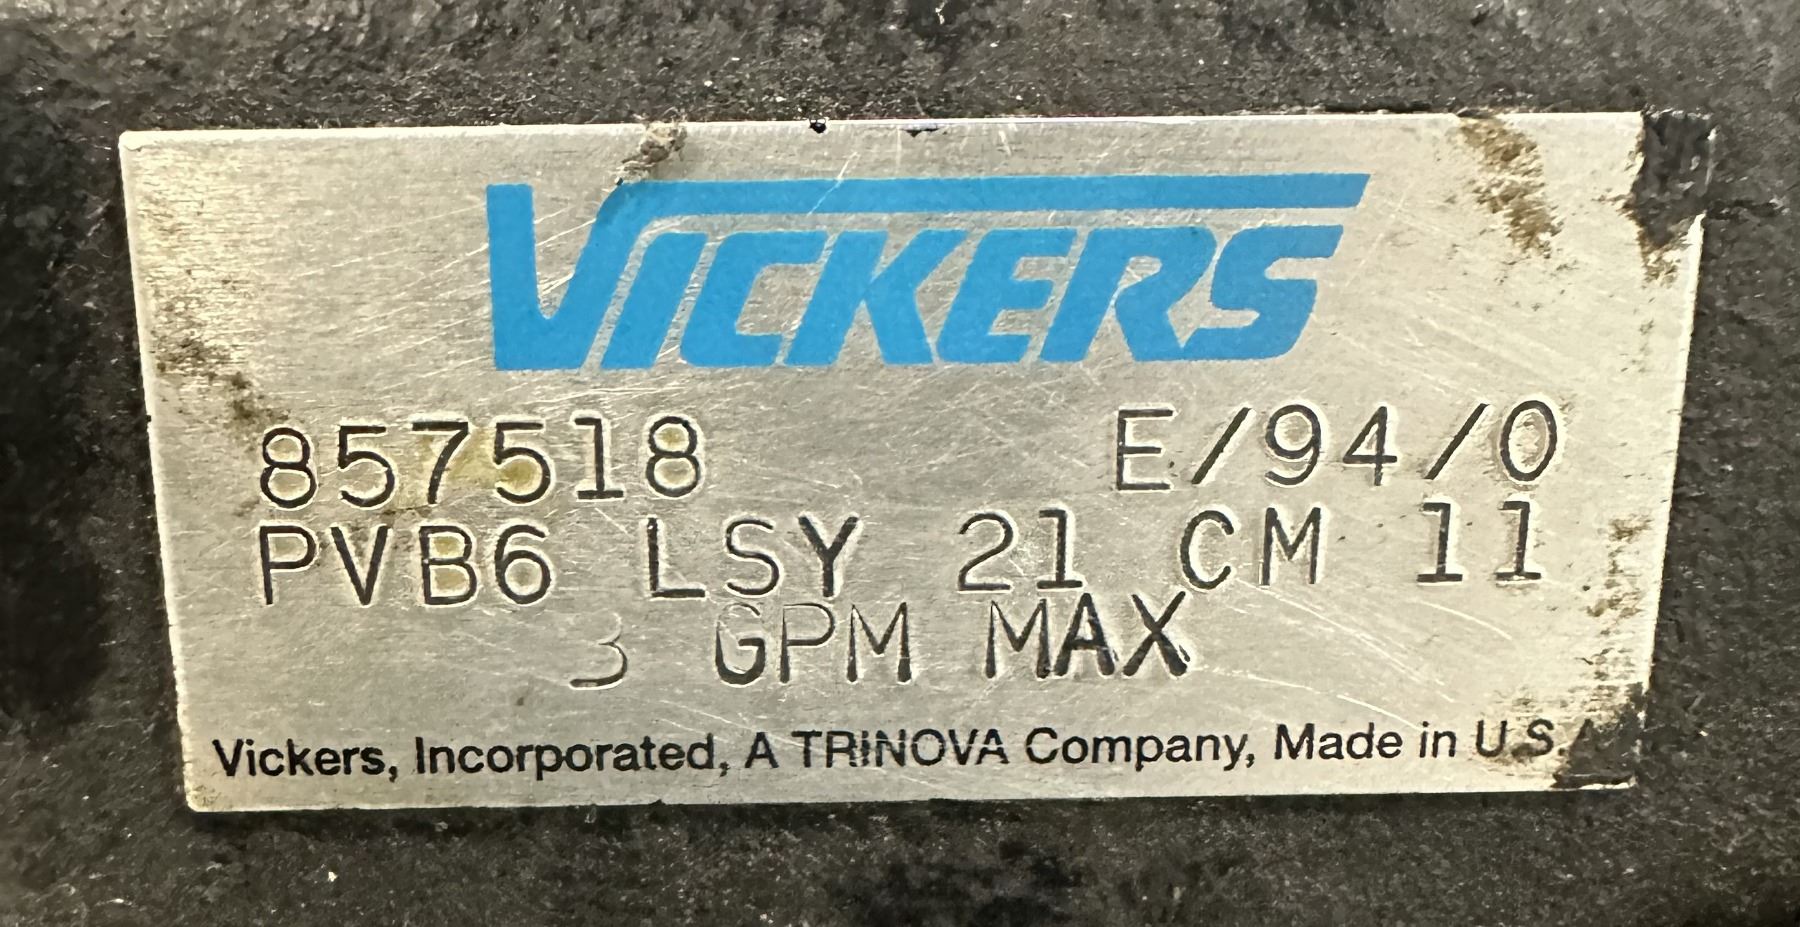 VICKERS
857518 E/94/0
PVB6 LSY 21 CM 11
3 GPM MAX
Vickers, Incorporated, A TRINOVA Company, Made in U.S.